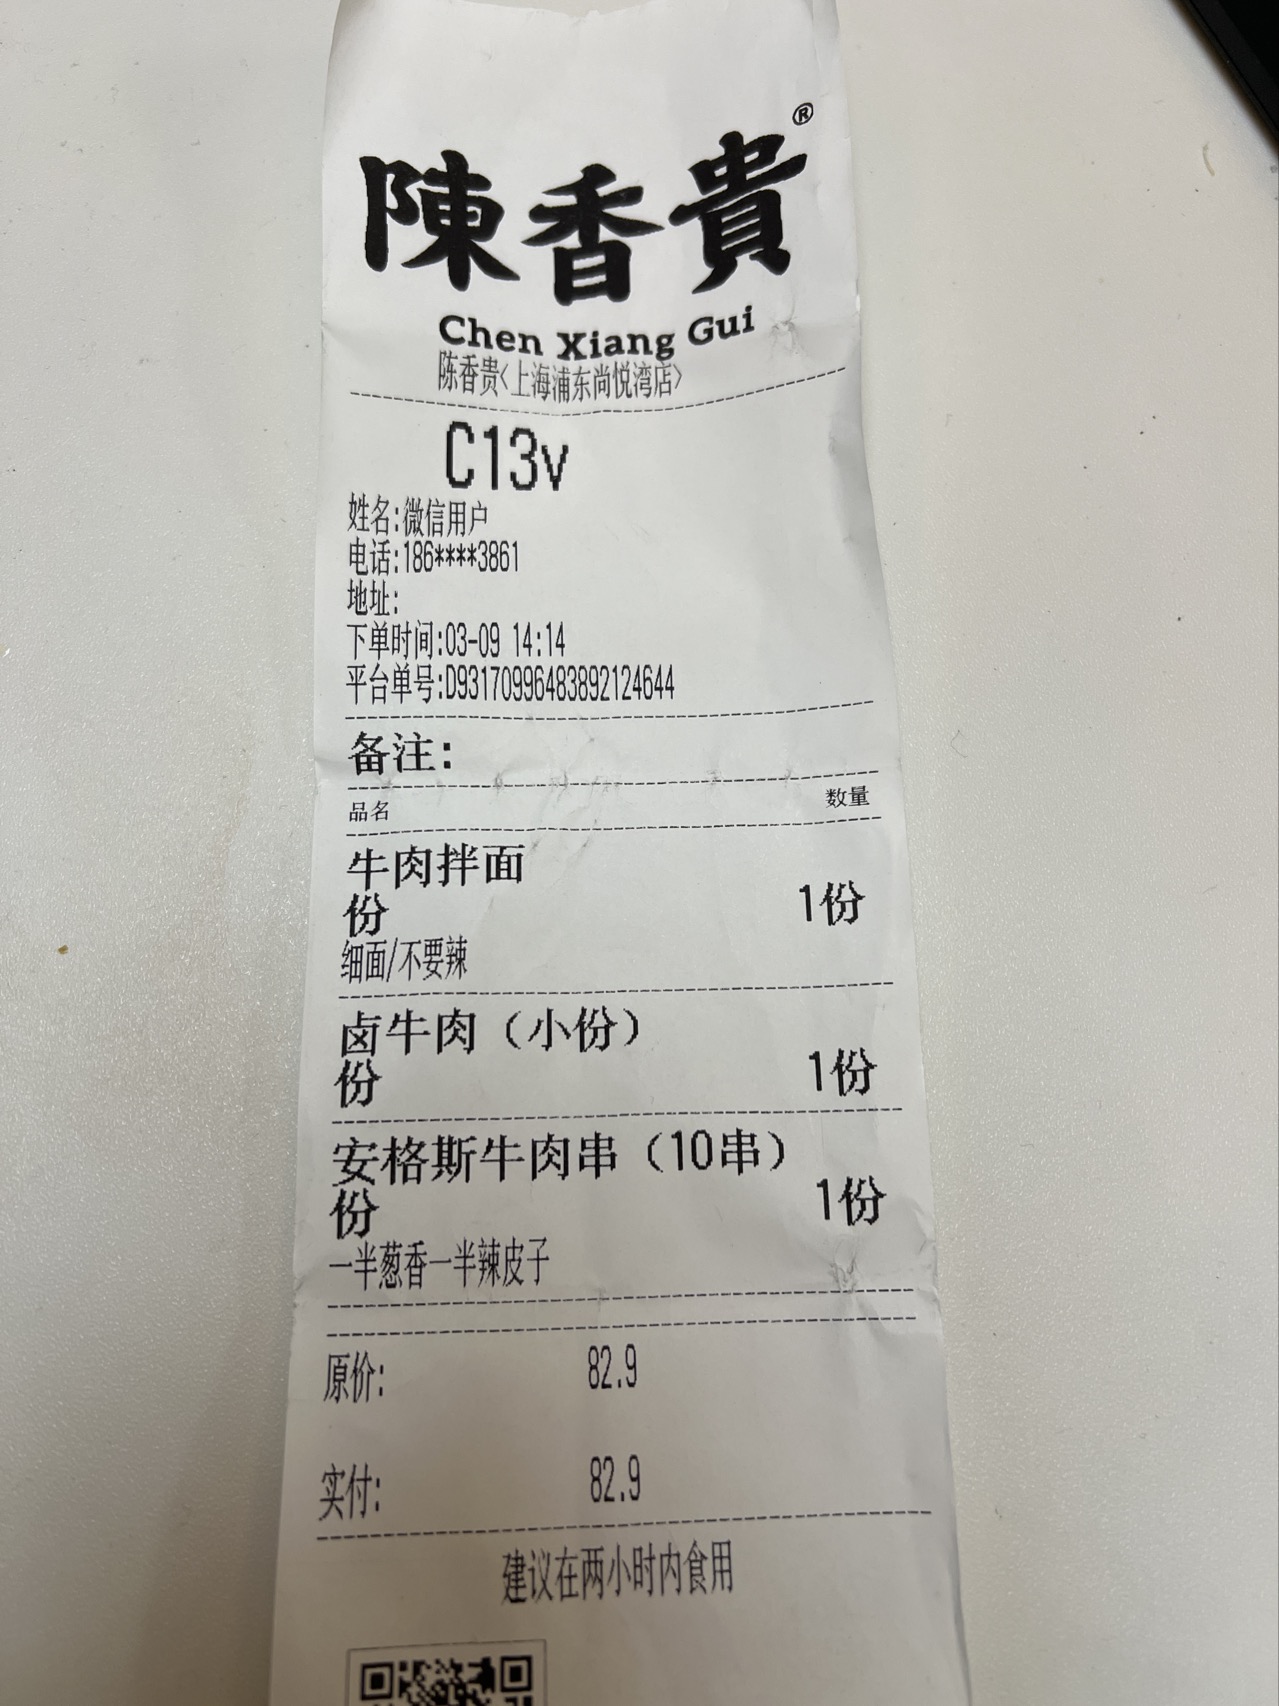 陳香貴®
Chen Xiang Gui
陈香贵<上海浦东尚悦湾店>
C13v
姓名:微信用户
电话:186****3861
地址:
下单时间:03-09 14:14
平台单号:D931709964838921246​44
备注:
品名 数量
牛肉拌面
份 1份
细面/不要辣
卤牛肉（小份）
份 1份
安格斯牛肉串（10串）
份 1份
一半葱香一半辣皮子
原价: 82.9
实付: 82.9
建议在两小时内食用